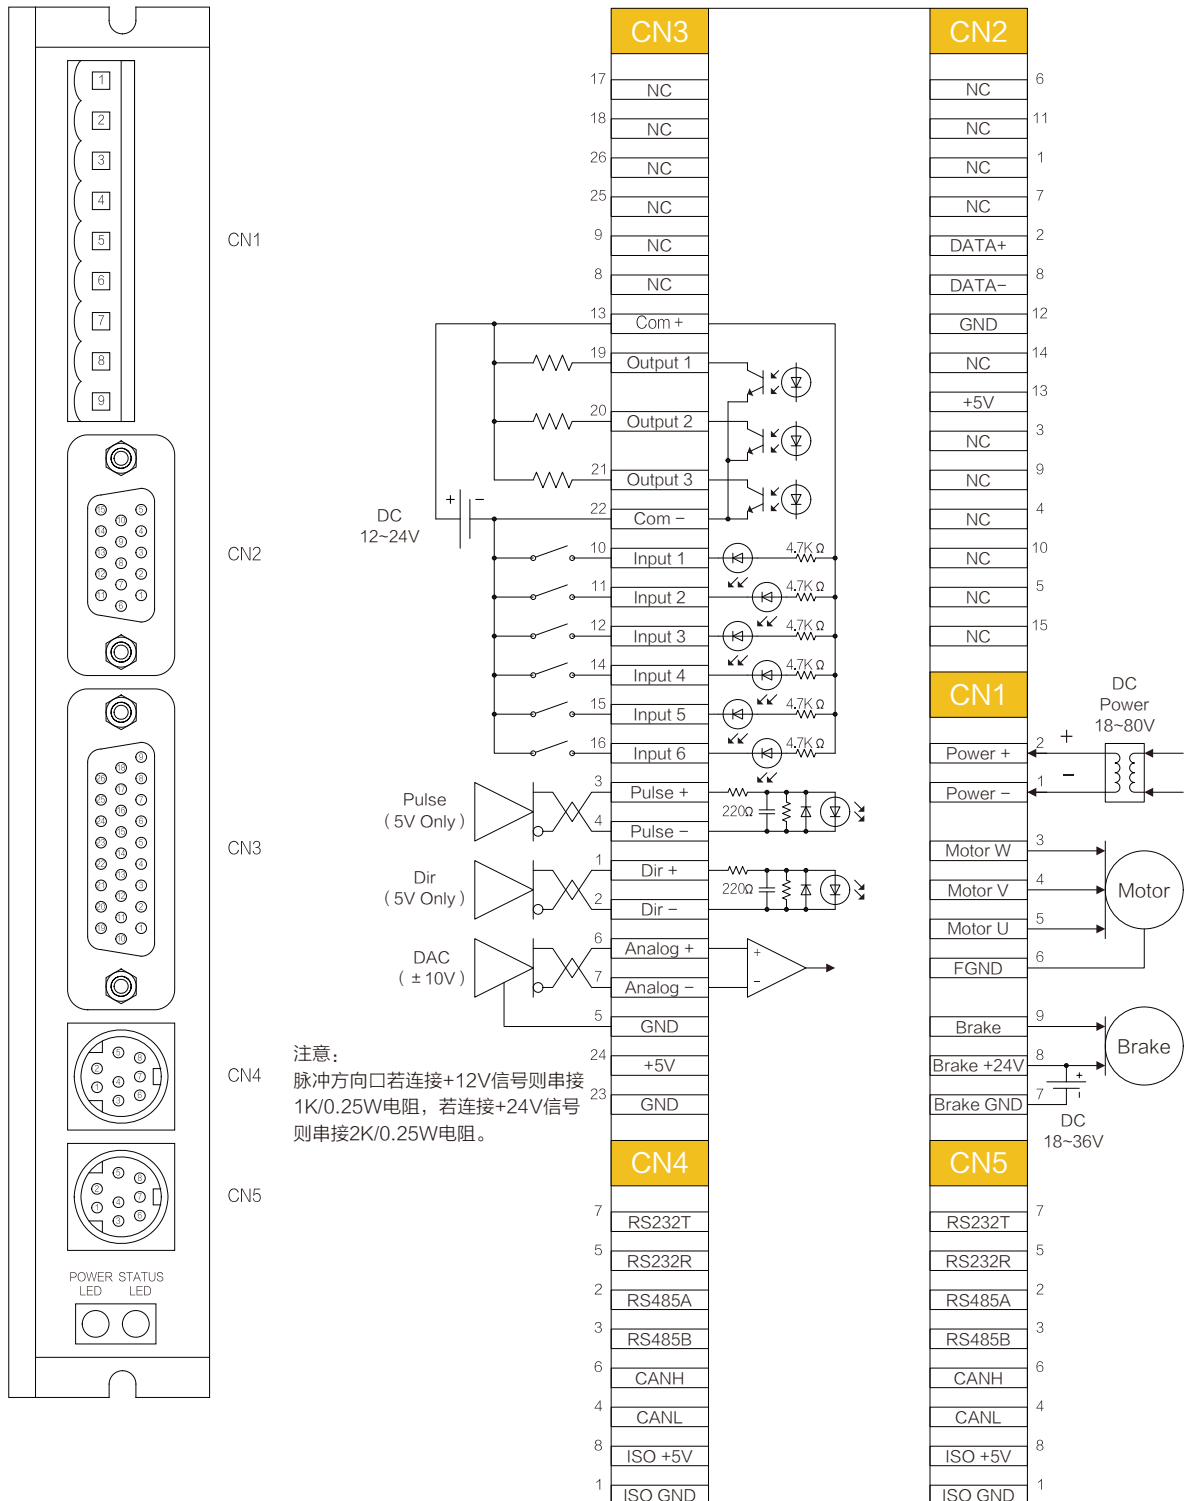 1
2
3
4
5
6
7
8
9
CN1
CN2
CN3
CN4
CN5
POWER STATUS
LED LED
CN3
17 NC
18 NC
26 NC
25 NC
9 NC
8 NC
13 Com +
19 Output 1
20 Output 2
21 Output 3
22 Com −
10 Input 1 4.7K Ω
11 Input 2 4.7K Ω
12 Input 3 4.7K Ω
14 Input 4 4.7K Ω
15 Input 5 4.7K Ω
16 Input 6 4.7K Ω
3 Pulse +
220Ω
4 Pulse −
1 Dir +
220Ω
2 Dir −
6 Analog +
7 Analog −
5 GND
24 +5V
23 GND
+ −
DC
12~24V
Pulse
( 5V Only )
Dir
( 5V Only )
DAC
( ±10V )
+
−
注意：
脉冲方向口若连接+12V信号则串接
1K/0.25W电阻，若连接+24V信号
则串接2K/0.25W电阻。
CN4
7 RS232T
5 RS232R
2 RS485A
3 RS485B
6 CANH
4 CANL
8 ISO +5V
1 ISO GND
CN2
NC 6
NC 11
NC 1
NC 7
DATA+ 2
DATA− 8
GND 12
NC 14
+5V 13
NC 3
NC 9
NC 4
NC 10
NC 5
NC 15
CN1
DC
Power
18~80V
Power + 2 +
Power − 1 −
Motor W 3
Motor V 4
Motor U 5
FGND 6
Motor
Brake 9
Brake +24V 8
Brake GND 7
Brake
+
-
DC
18~36V
CN5
RS232T 7
RS232R 5
RS485A 2
RS485B 3
CANH 6
CANL 4
ISO +5V 8
ISO GND 1